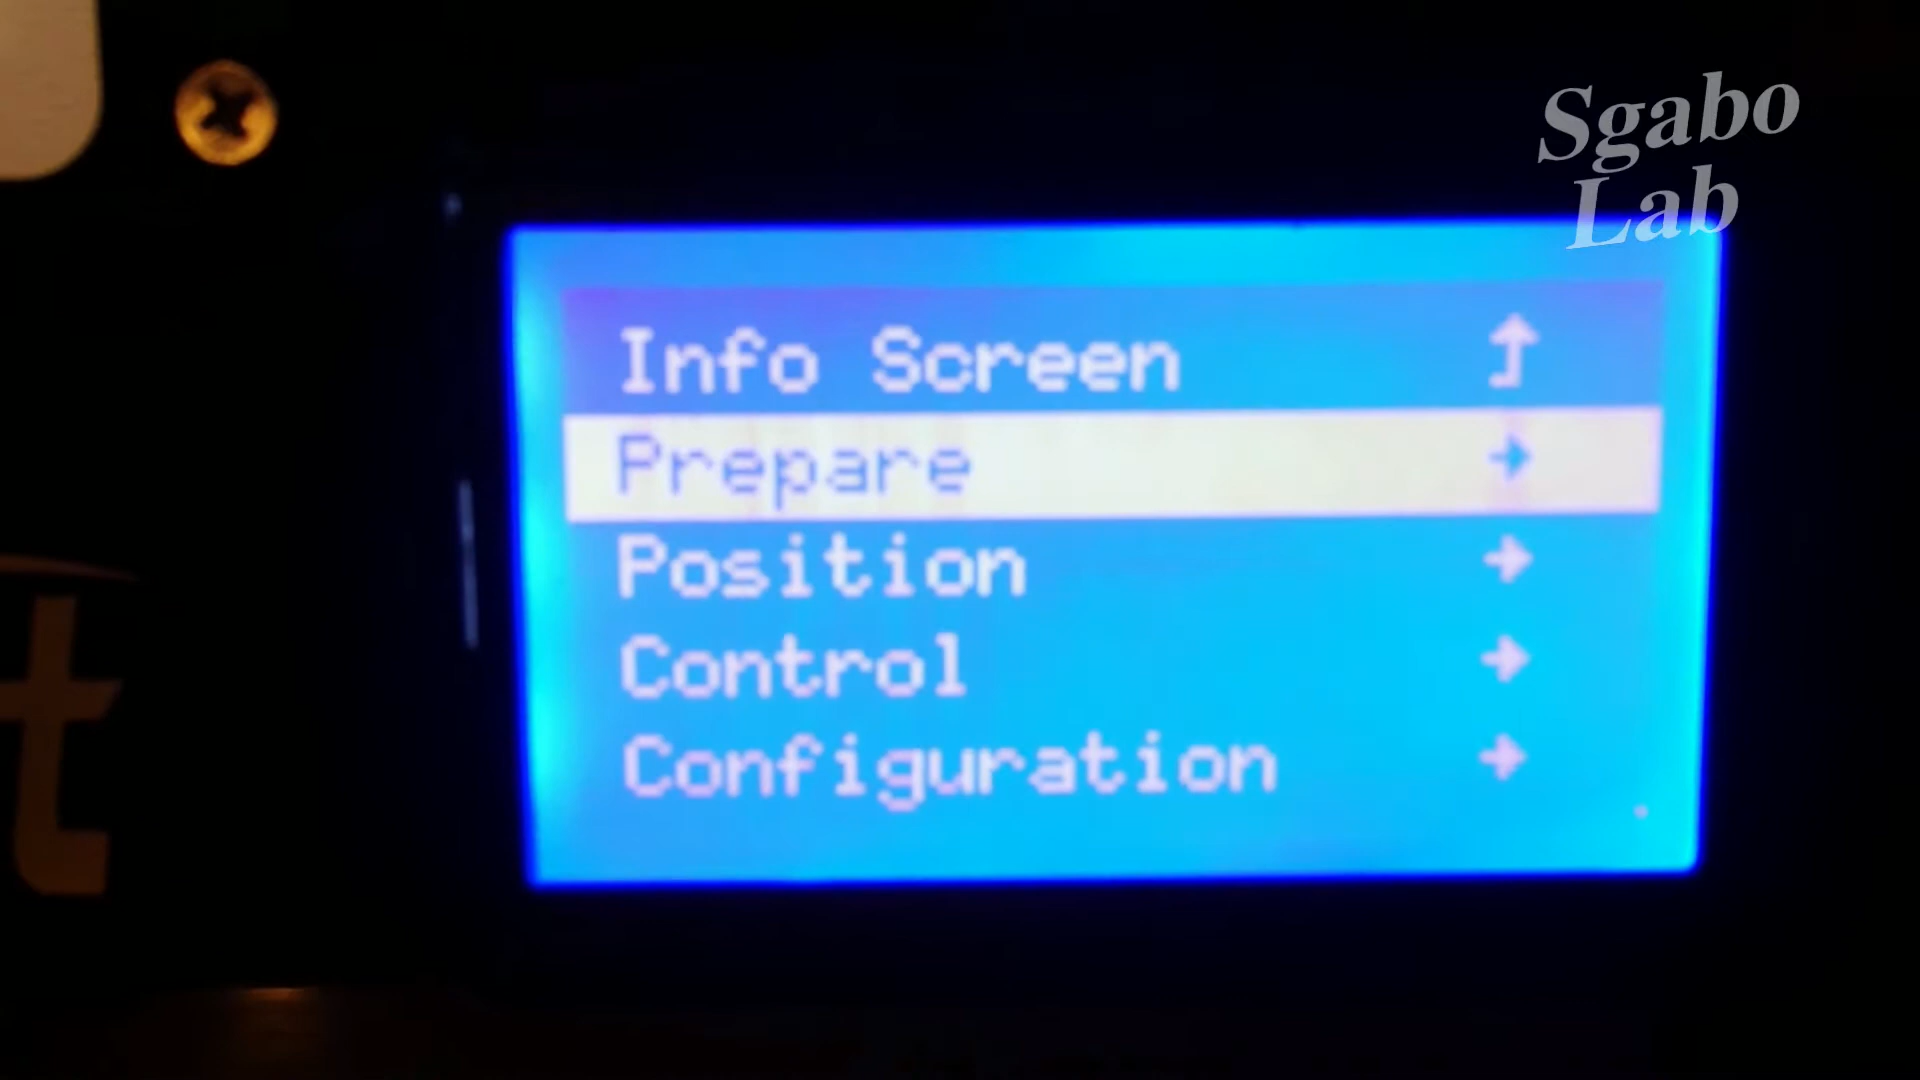 Sgabo
Lab
Info Screen
Prepare
Position
Control
Configuration
t